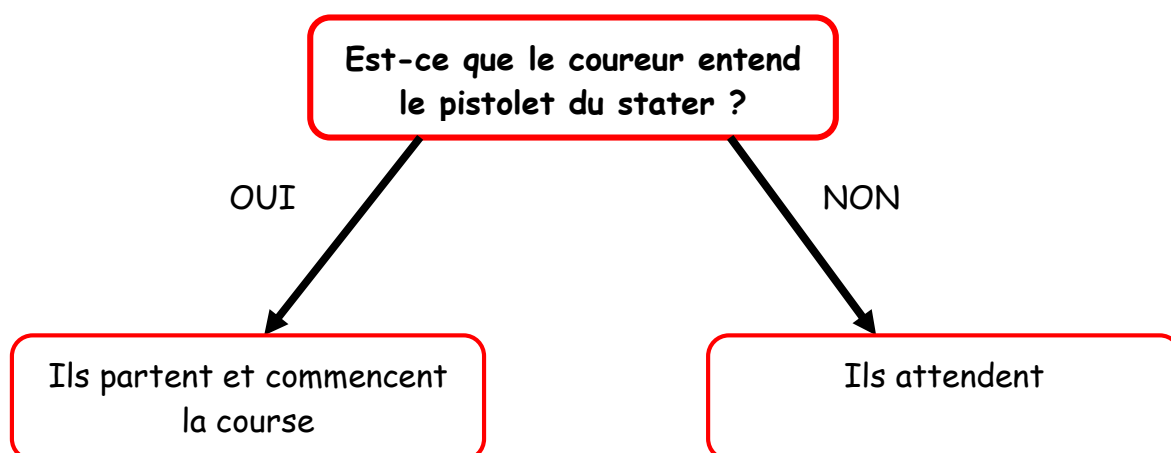 Est-ce que le coureur entend
le pistolet du stater ?
OUI
NON
Ils partent et commencent
la course
Ils attendent